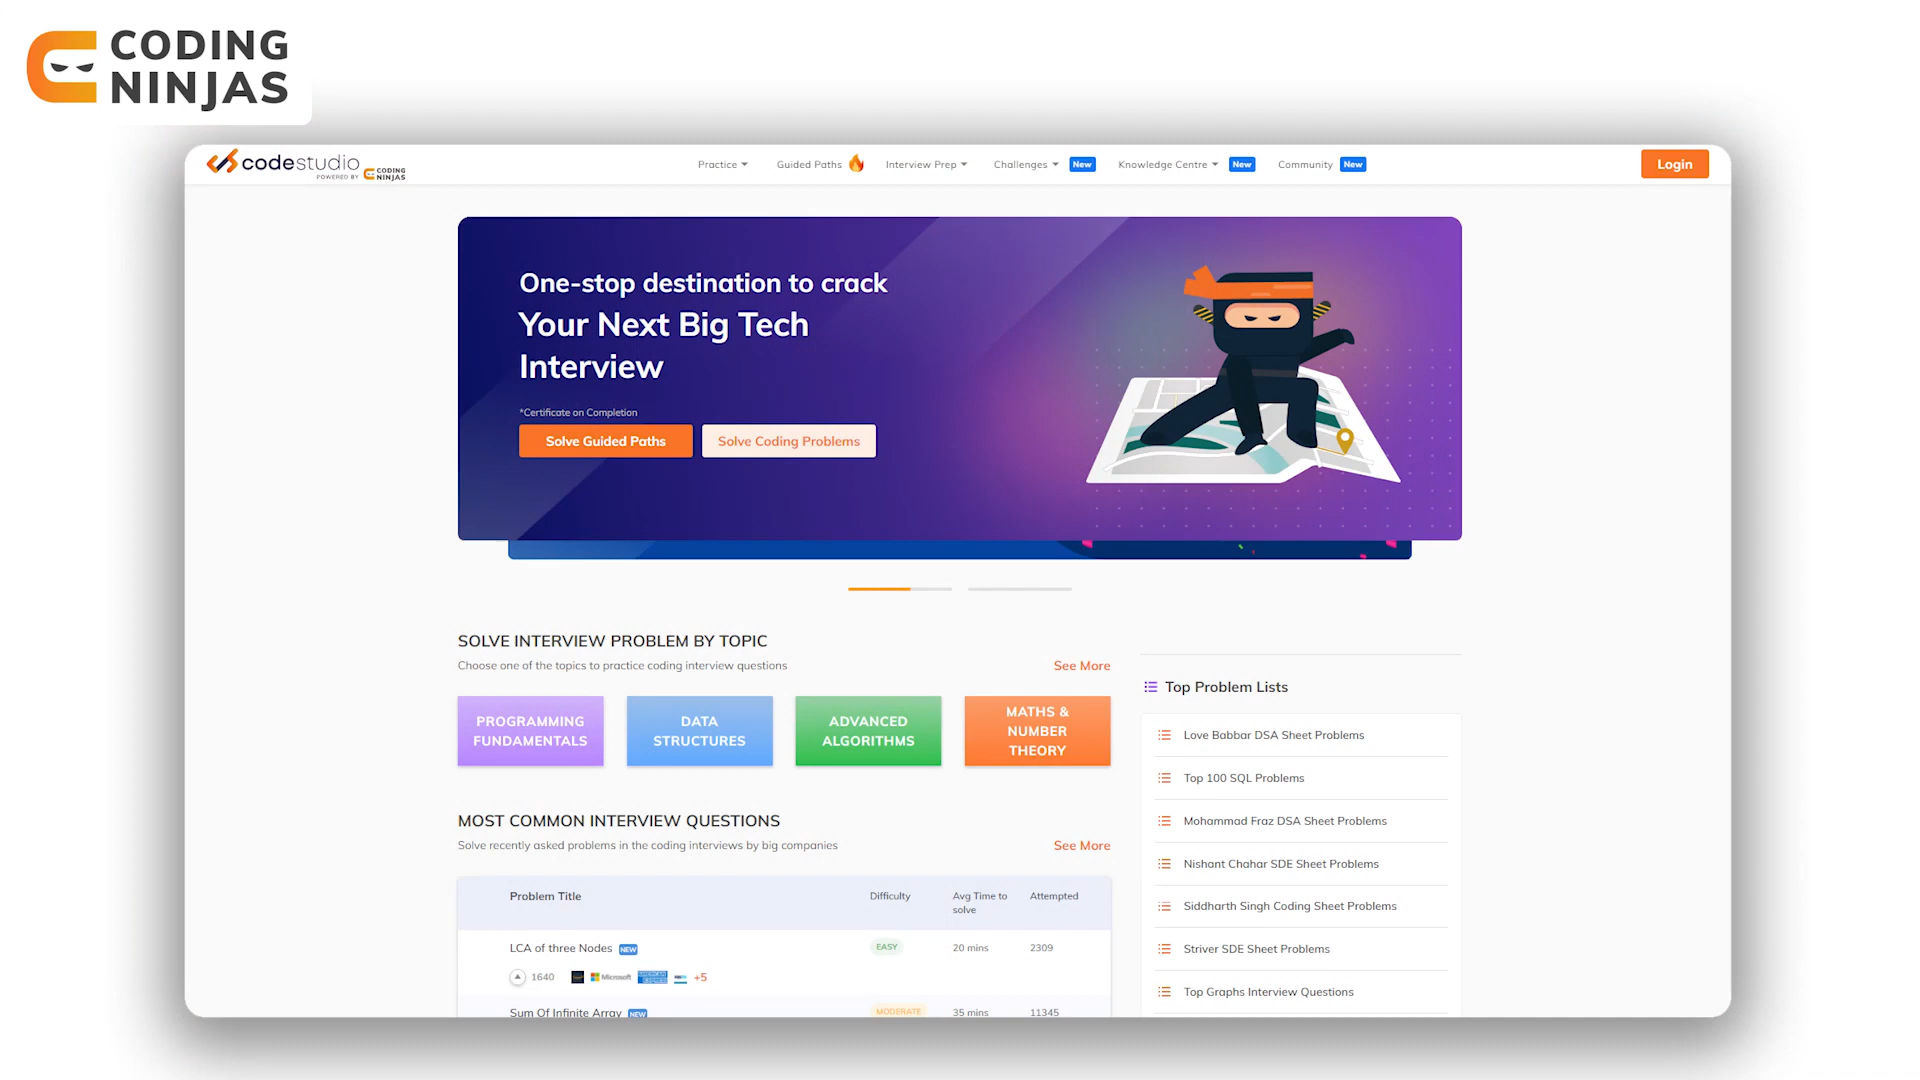 CODING
NINJAS
codestudio
POWERED BY CODING
NINJAS
Practice
Guided Paths
Interview Prep
Challenges New
Knowledge Centre New
Community New
Login
One-stop destination to crack
Your Next Big Tech
Interview
*Certificate on Completion
Solve Guided Paths
Solve Coding Problems
SOLVE INTERVIEW PROBLEM BY TOPIC
Choose one of the topics to practice coding interview questions
See More
PROGRAMMING
FUNDAMENTALS
DATA
STRUCTURES
ADVANCED
ALGORITHMS
MATHS &
NUMBER
THEORY
MOST COMMON INTERVIEW QUESTIONS
Solve recently asked problems in the coding interviews by big companies
See More
Problem Title
Difficulty
Avg Time to
solve
Attempted
LCA of three Nodes NEW
EASY
20 mins
2309
1640
Microsoft
+5
Sum Of Infinite Array NEW
MODERATE
35 mins
11345
Top Problem Lists
Love Babbar DSA Sheet Problems
Top 100 SQL Problems
Mohammad Fraz DSA Sheet Problems
Nishant Chahar SDE Sheet Problems
Siddharth Singh Coding Sheet Problems
Striver SDE Sheet Problems
Top Graphs Interview Questions